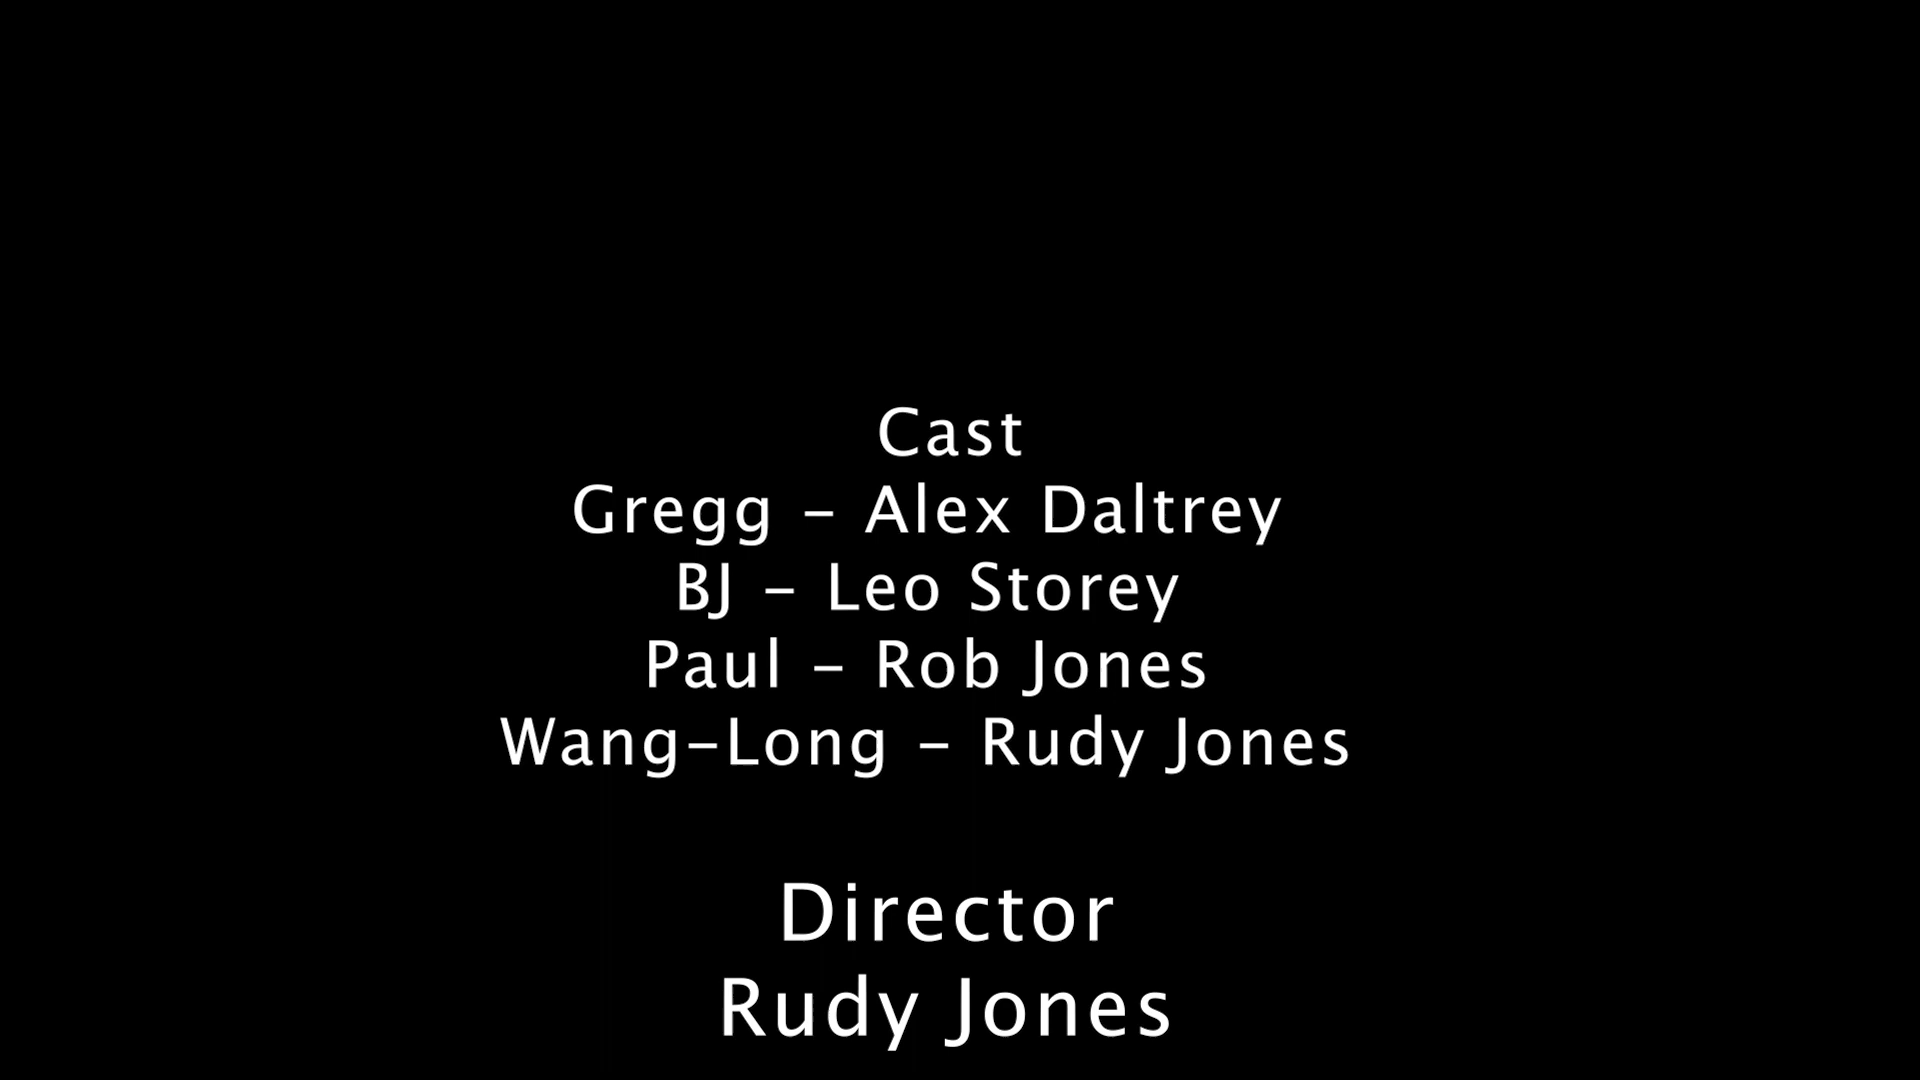 Cast
Gregg - Alex Daltrey
BJ - Leo Storey
Paul - Rob Jones
Wang-Long - Rudy Jones
Director
Rudy Jones